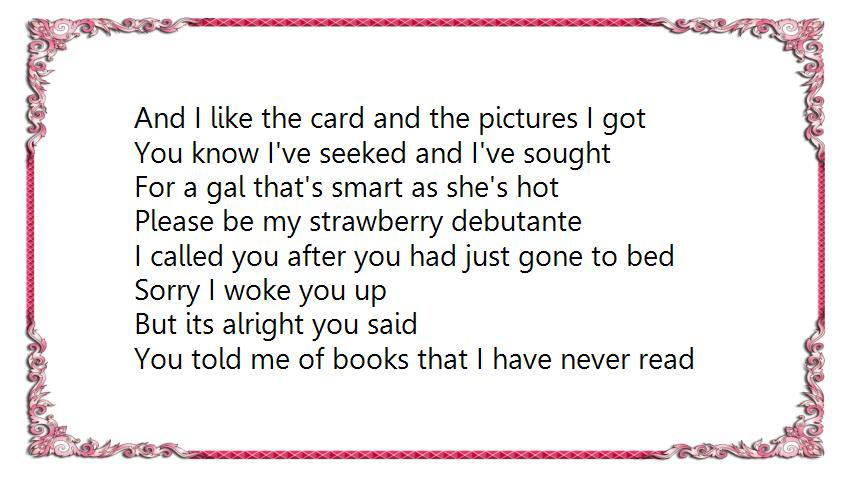 And I like the card and the pictures I got
You know I've seeked and I've sought
For a gal that's smart as she's hot
Please be my strawberry debutante
I called you after you had just gone to bed
Sorry I woke you up
But its alright you said
You told me of books that I have never read